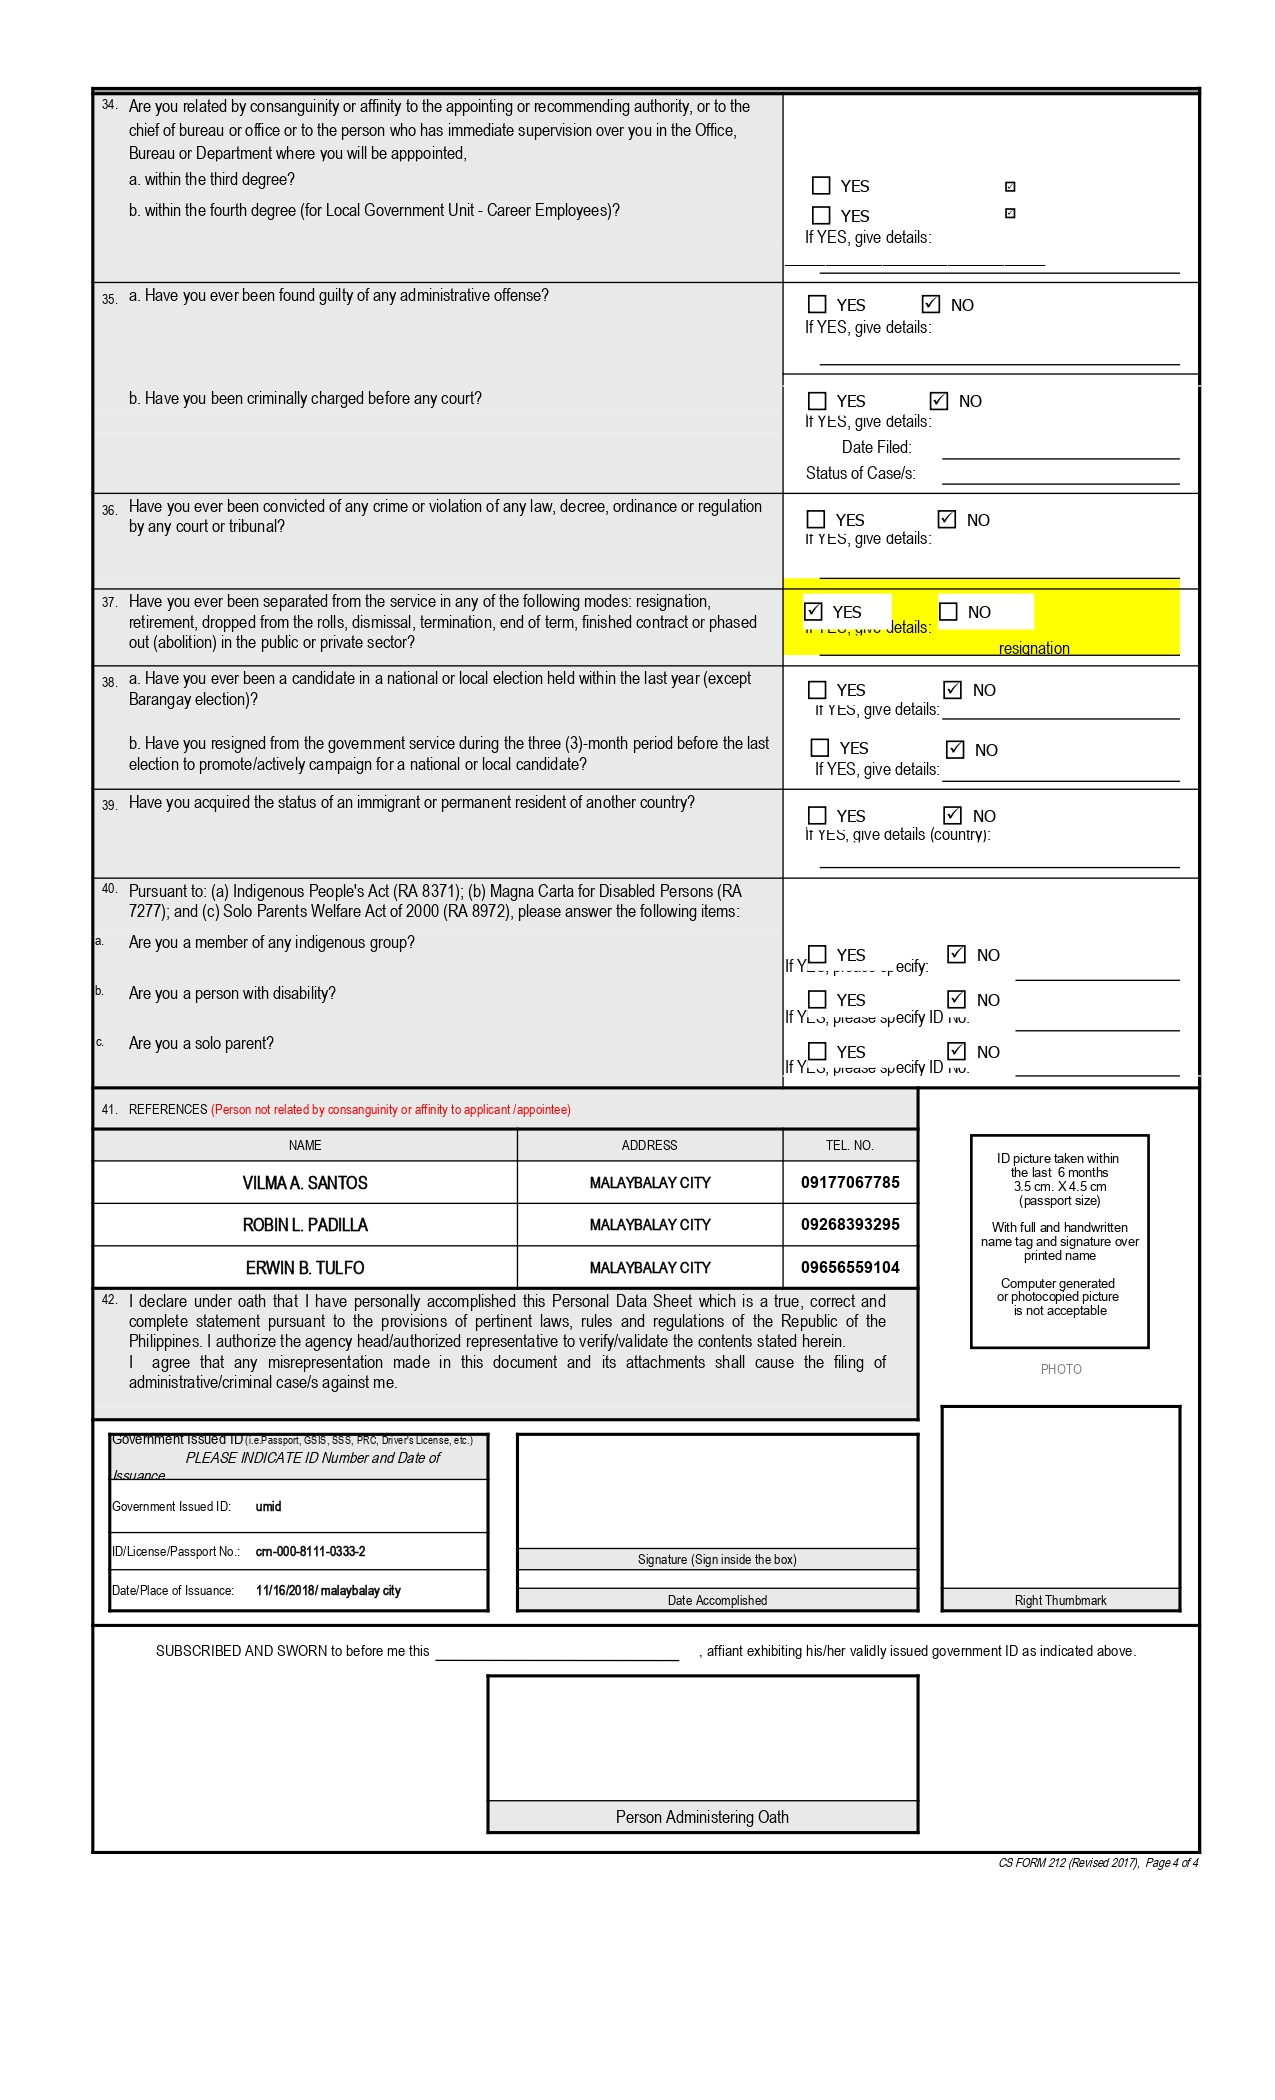 34. Are you related by consanguinity or affinity to the appointing or recommending authority, or to the
chief of bureau or office or to the person who has immediate supervision over you in the Office,
Bureau or Department where you will be apppointed,
a. within the third degree?
☐ YES ☑
b. within the fourth degree (for Local Government Unit - Career Employees)?
☐ YES ☑
If YES, give details:
35. a. Have you ever been found guilty of any administrative offense?
☐ YES ☑ NO
If YES, give details:
b. Have you been criminally charged before any court?
☐ YES ☑ NO
If YES, give details:
Date Filed:
Status of Case/s:
36. Have you ever been convicted of any crime or violation of any law, decree, ordinance or regulation
by any court or tribunal?
☐ YES ☑ NO
If YES, give details:
37. Have you ever been separated from the service in any of the following modes: resignation,
retirement, dropped from the rolls, dismissal, termination, end of term, finished contract or phased
out (abolition) in the public or private sector?
☑ YES ☐ NO
If YES, give details:
resignation
38. a. Have you ever been a candidate in a national or local election held within the last year (except
Barangay election)?
☐ YES ☑ NO
If YES, give details:
b. Have you resigned from the government service during the three (3)-month period before the last
election to promote/actively campaign for a national or local candidate?
☐ YES ☑ NO
If YES, give details:
39. Have you acquired the status of an immigrant or permanent resident of another country?
☐ YES ☑ NO
If YES, give details (country):
40. Pursuant to: (a) Indigenous People's Act (RA 8371); (b) Magna Carta for Disabled Persons (RA
7277); and (c) Solo Parents Welfare Act of 2000 (RA 8972), please answer the following items:
a. Are you a member of any indigenous group?
☐ YES ☑ NO
If YES, please specify:
b. Are you a person with disability?
☐ YES ☑ NO
If YES, please specify ID No:
c. Are you a solo parent?
☐ YES ☑ NO
If YES, please specify ID No:
41. REFERENCES (Person not related by consanguinity or affinity to applicant /appointee)
NAME ADDRESS TEL. NO.
VILMA A. SANTOS MALAYBALAY CITY 09177067785
ROBIN L. PADILLA MALAYBALAY CITY 09268393295
ERWIN B. TULFO MALAYBALAY CITY 09656559104
ID picture taken within
the last 6 months
3.5 cm. X 4.5 cm
(passport size)
With full and handwritten
name tag and signature over
printed name
Computer generated
or photocopied picture
is not acceptable
PHOTO
42. I declare under oath that I have personally accomplished this Personal Data Sheet which is a true, correct and
complete statement pursuant to the provisions of pertinent laws, rules and regulations of the Republic of the
Philippines. I authorize the agency head/authorized representative to verify/validate the contents stated herein.
I agree that any misrepresentation made in this document and its attachments shall cause the filing of
administrative/criminal case/s against me.
Government Issued ID (i.e.Passport, GSIS, SSS, PRC, Driver's License, etc.)
PLEASE INDICATE ID Number and Date of
Issuance
Government Issued ID: umid
ID/License/Passport No.: crn-000-8111-0333-2
Date/Place of Issuance: 11/16/2018/ malaybalay city
Signature (Sign inside the box)
Date Accomplished
Right Thumbmark
SUBSCRIBED AND SWORN to before me this , affiant exhibiting his/her validly issued government ID as indicated above.
Person Administering Oath
CS FORM 212 (Revised 2017), Page 4 of 4